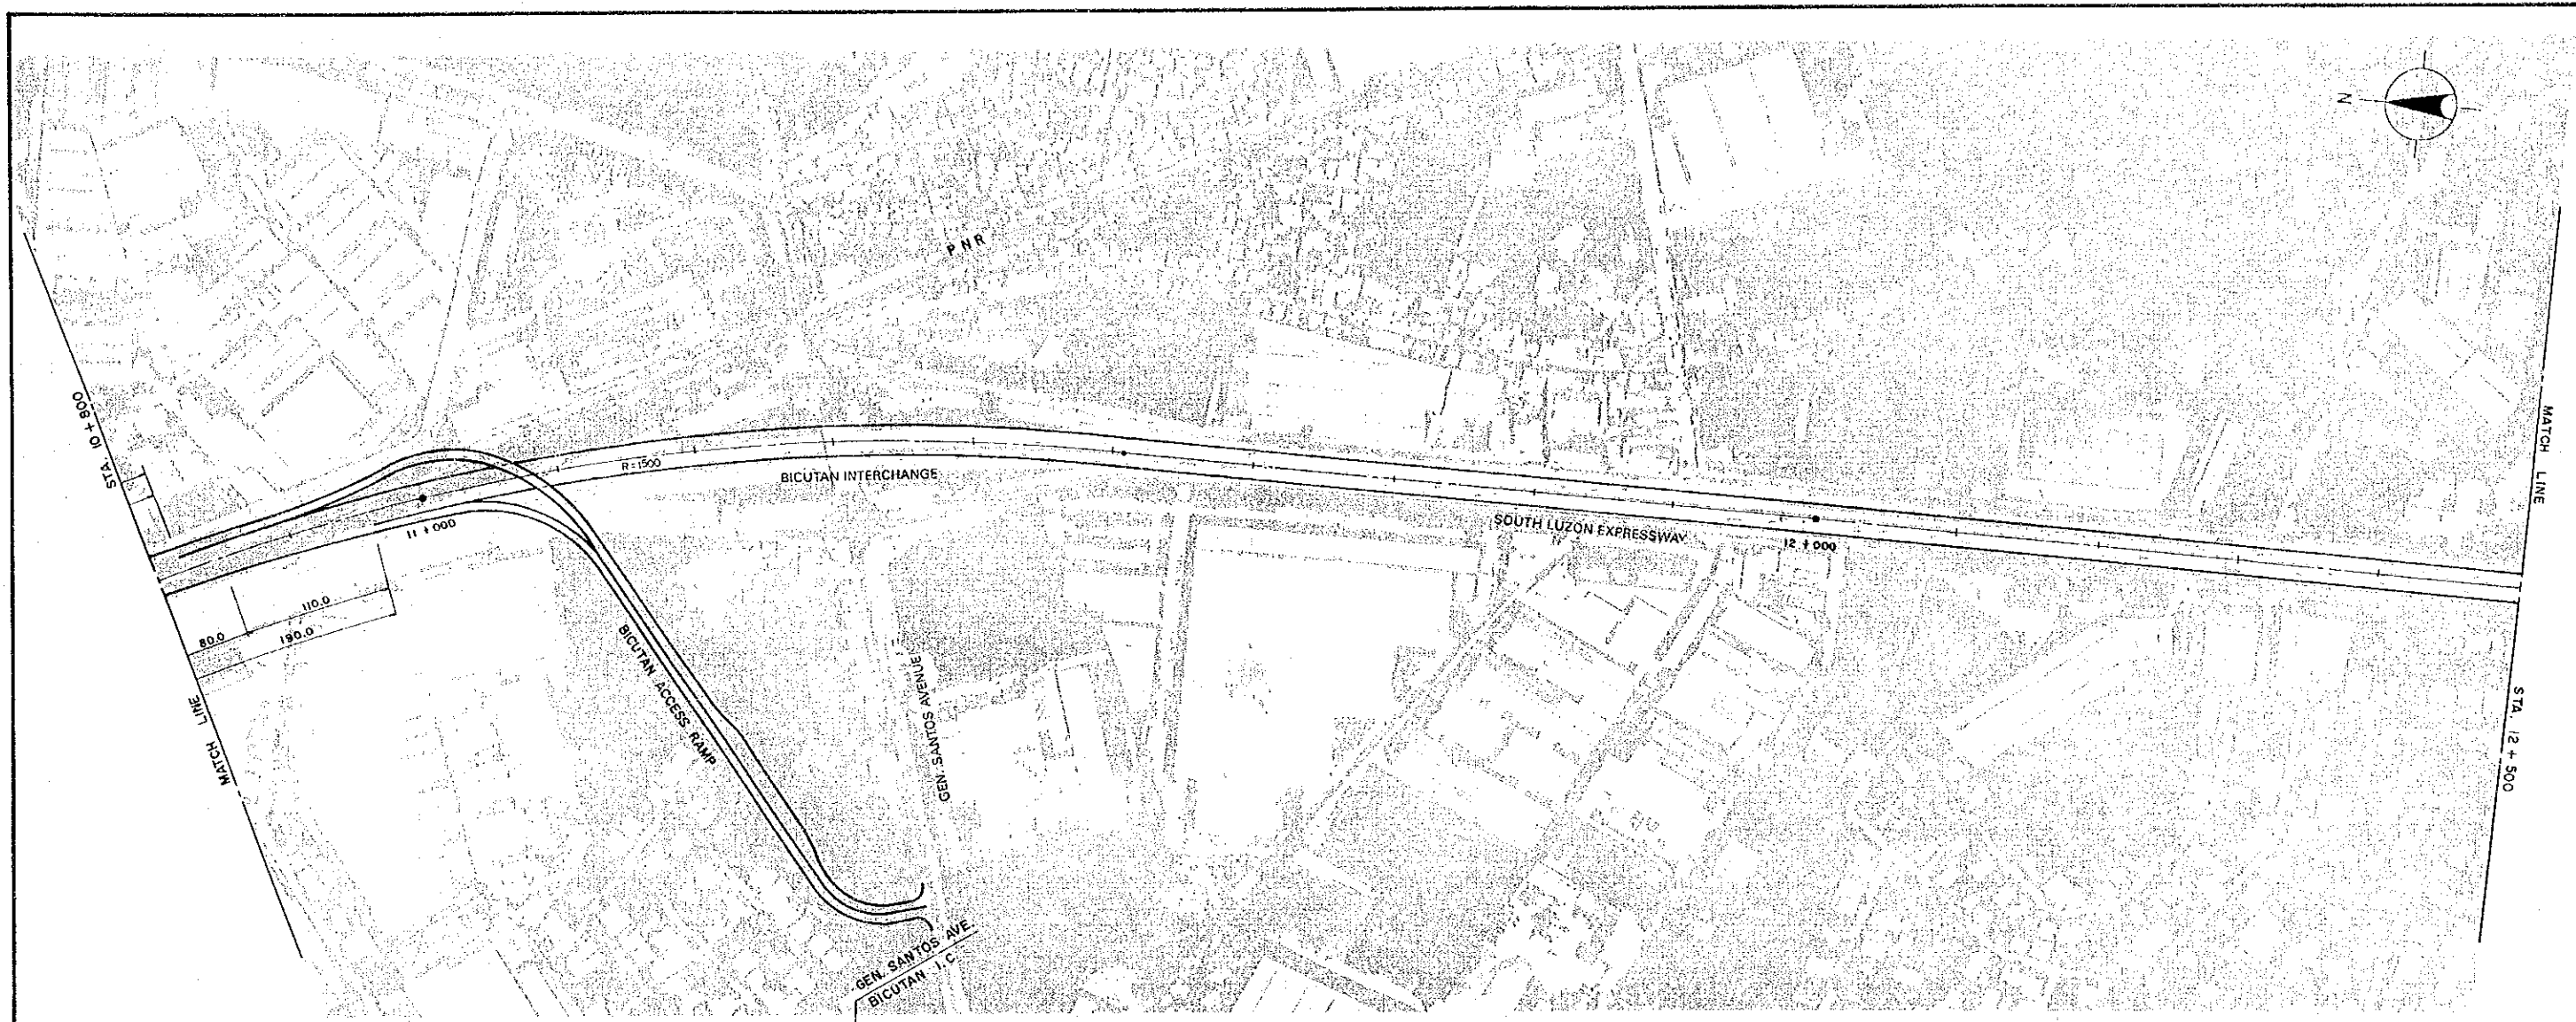 N
PNR
STA 10 + 800
MATCH LINE
R=1500
BICUTAN INTERCHANGE
11 + 000
SOUTH LUZON EXPRESSWAY
12 + 000
110.0
80.0
190.0
BICUTAN ACCESS RAMP
GEN. SANTOS AVENUE
MATCH LINE
STA. 12 + 500
GEN. SANTOS AVE.
BICUTAN I.C.